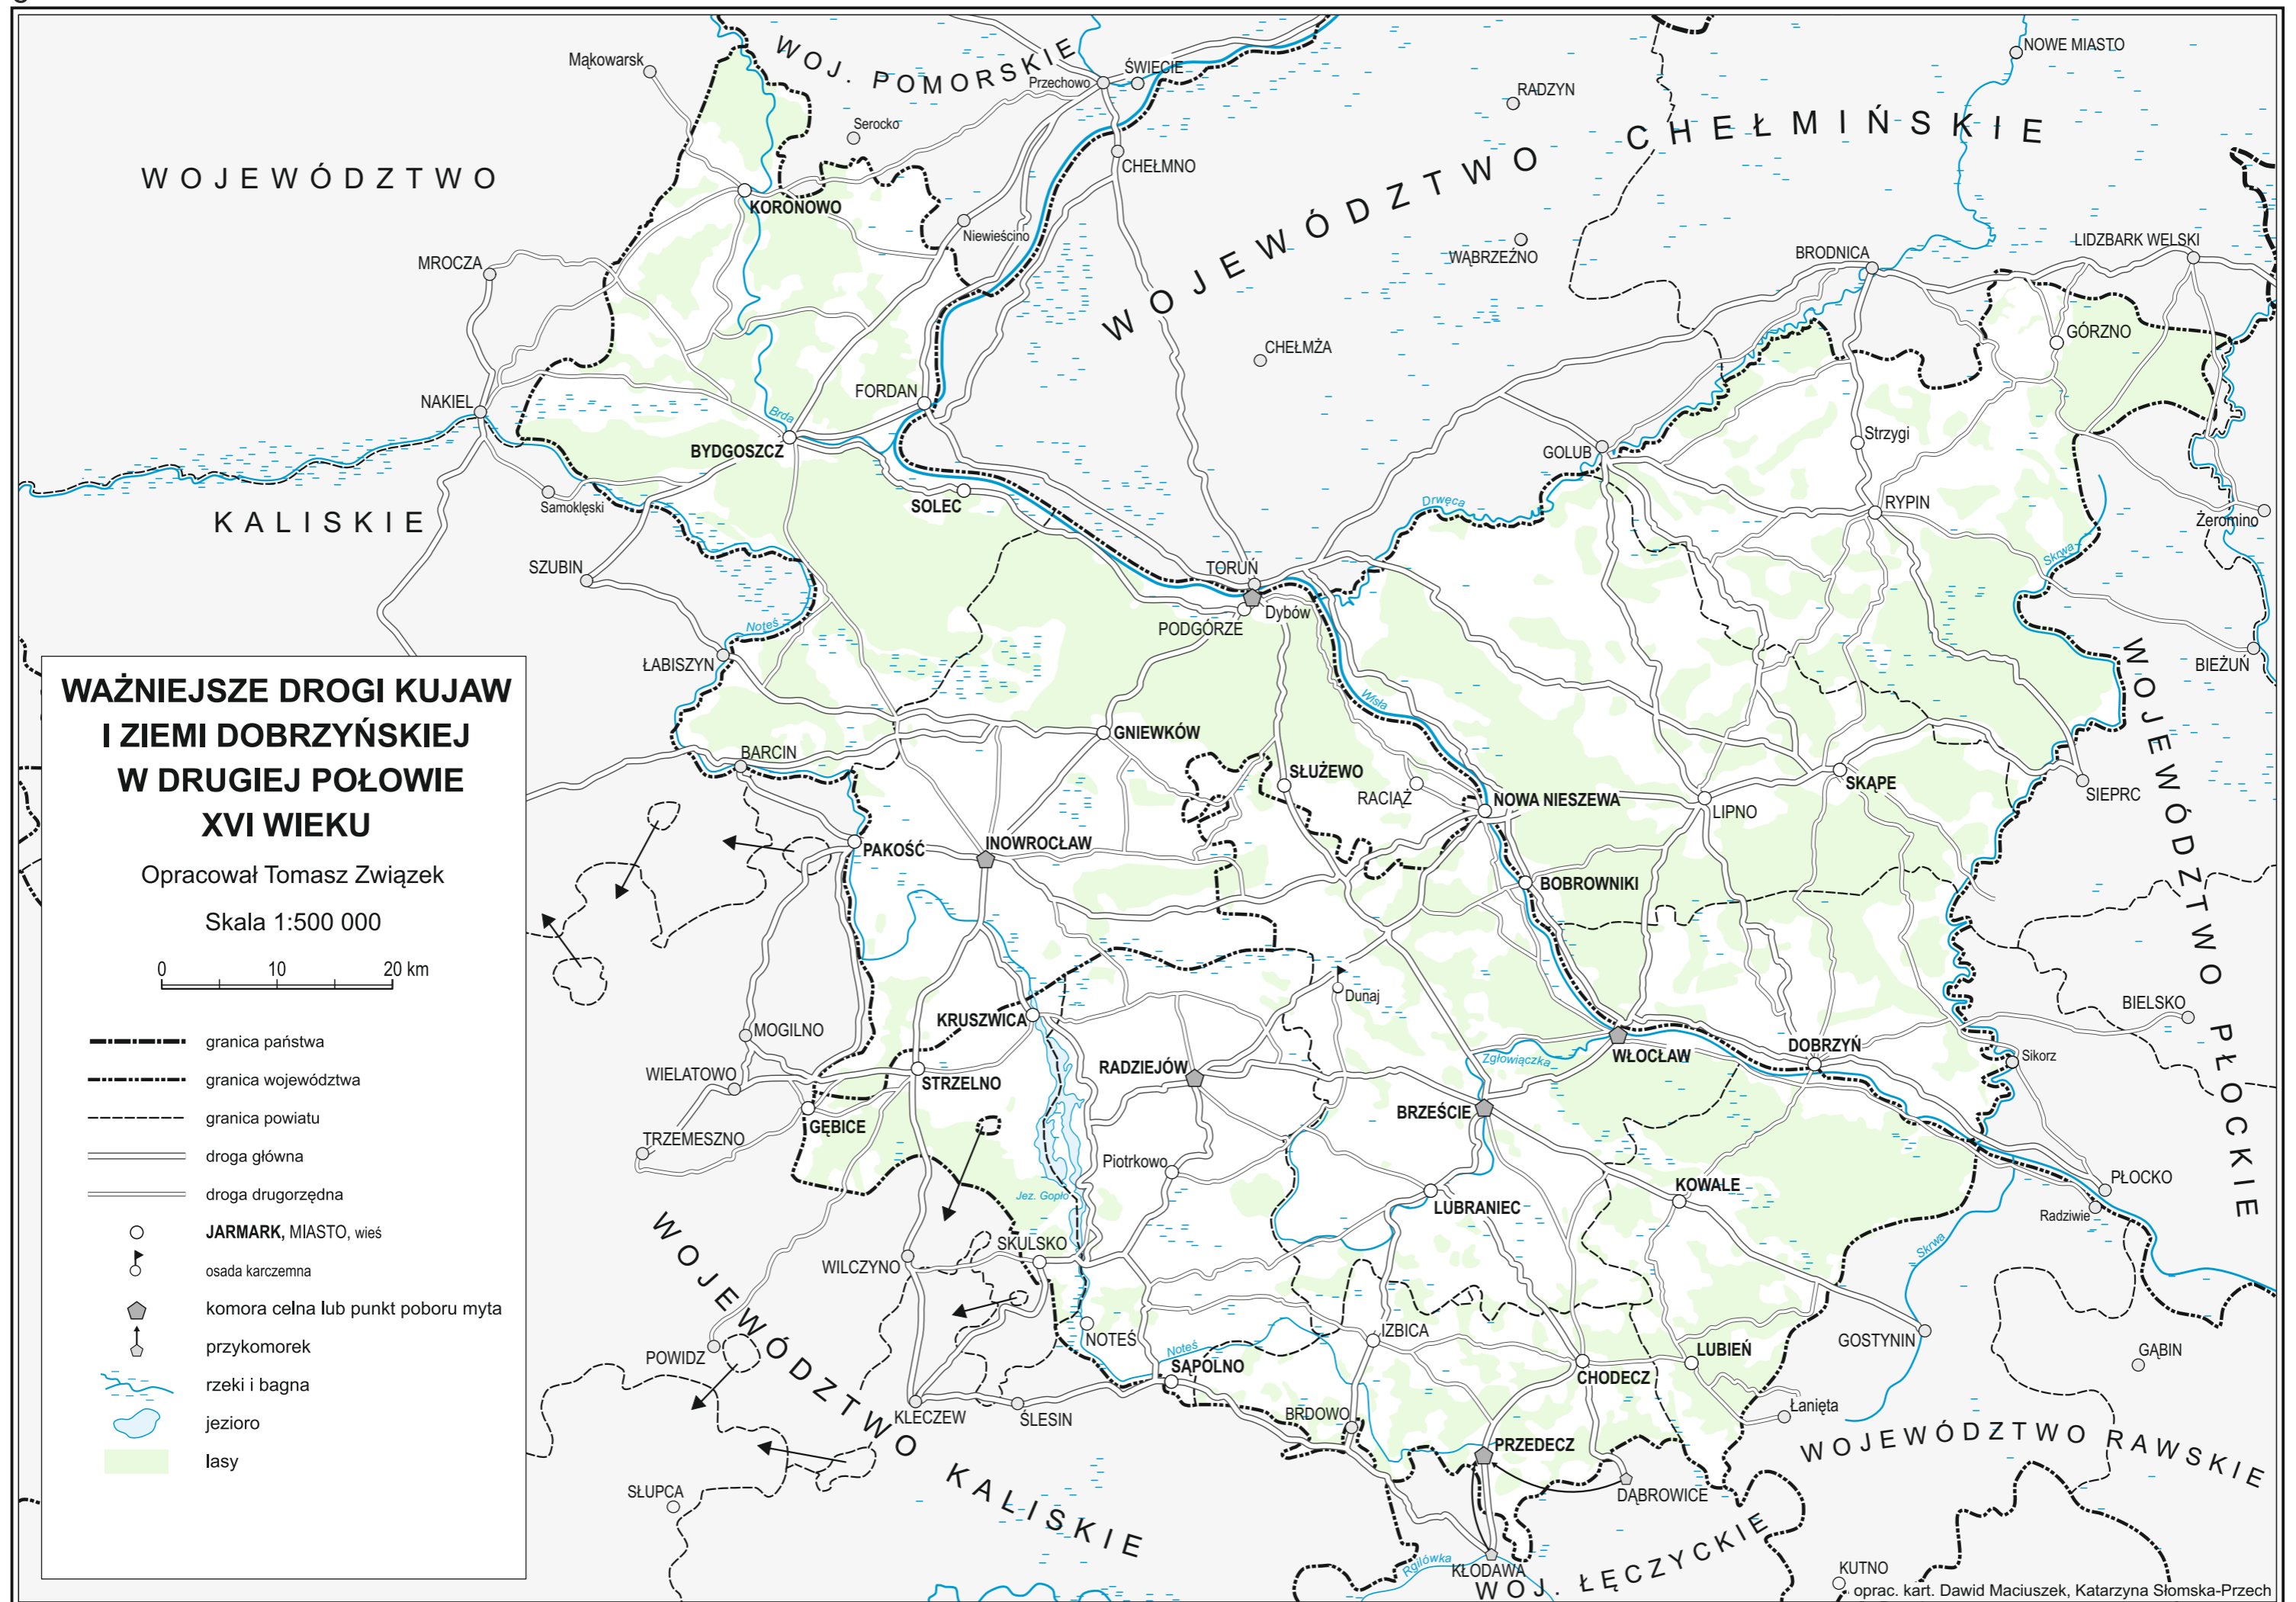 WOJ. POMORSKIE
Mąkowarsk
Przechowo
ŚWIECIE
NOWE MIASTO
RADZYN
Serocko
CHEŁMNO
WOJEWÓDZTWO
WOJEWÓDZTWO CHEŁMIŃSKIE
KORONOWO
Niewieścino
WĄBRZEŹNO
BRODNICA
LIDZBARK WELSKI
MROCZA
GÓRZNO
CHEŁMŻA
FORDAN
NAKIEL
Brda
BYDGOSZCZ
Strzygi
GOLUB
SOLEC
Samoklęski
Drwęca
RYPIN
Żeromino
KALISKIE
Skrwa
SZUBIN
TORUŃ
Dybów
PODGÓRZE
Noteś
ŁABISZYN
BIEŻUŃ
Wisła
WOJEWÓDZTWO PŁOCKIE
WAŻNIEJSZE DROGI KUJAW
I ZIEMI DOBRZYŃSKIEJ
W DRUGIEJ POŁOWIE
XVI WIEKU
Opracował Tomasz Związek
Skala 1:500 000
0 10 20 km
granica państwa
granica województwa
granica powiatu
droga główna
droga drugorzędna
JARMARK, MIASTO, wieś
osada karczemna
komora celna lub punkt poboru myta
przykomorek
rzeki i bagna
jezioro
lasy
GNIEWKÓW
BARCIN
SŁUŻEWO
RACIĄŻ
NOWA NIESZEWA
SKĄPE
SIEPRC
LIPNO
PAKOŚĆ
INOWROCŁAW
BOBROWNIKI
Dunaj
BIELSKO
KRUSZWICA
MOGILNO
WŁOCŁAW
DOBRZYŃ
Sikorz
Zgłowiączka
RADZIEJÓW
WIELATOWO
STRZELNO
BRZEŚCIE
GĘBICE
TRZEMESZNO
Piotrkowo
PŁOCKO
KOWALE
Jez. Gopło
LUBRANIEC
Radziwie
Skrwa
SKULSKO
WILCZYNO
WOJEWÓDZTWO KALISKIE
NOTEŚ
IZBICA
GOSTYNIN
LUBIEŃ
GĄBIN
POWIDZ
Noteś
SĄPOLNO
CHODECZ
KLECZEW
ŚLESIN
BRDOWO
Łanięta
PRZEDECZ
WOJEWÓDZTWO RAWSKIE
SŁUPCA
DĄBROWICE
Rgilówka
KŁODAWA
WOJ. ŁĘCZYCKIE
KUTNO
oprac. kart. Dawid Maciuszek, Katarzyna Słomska-Przech